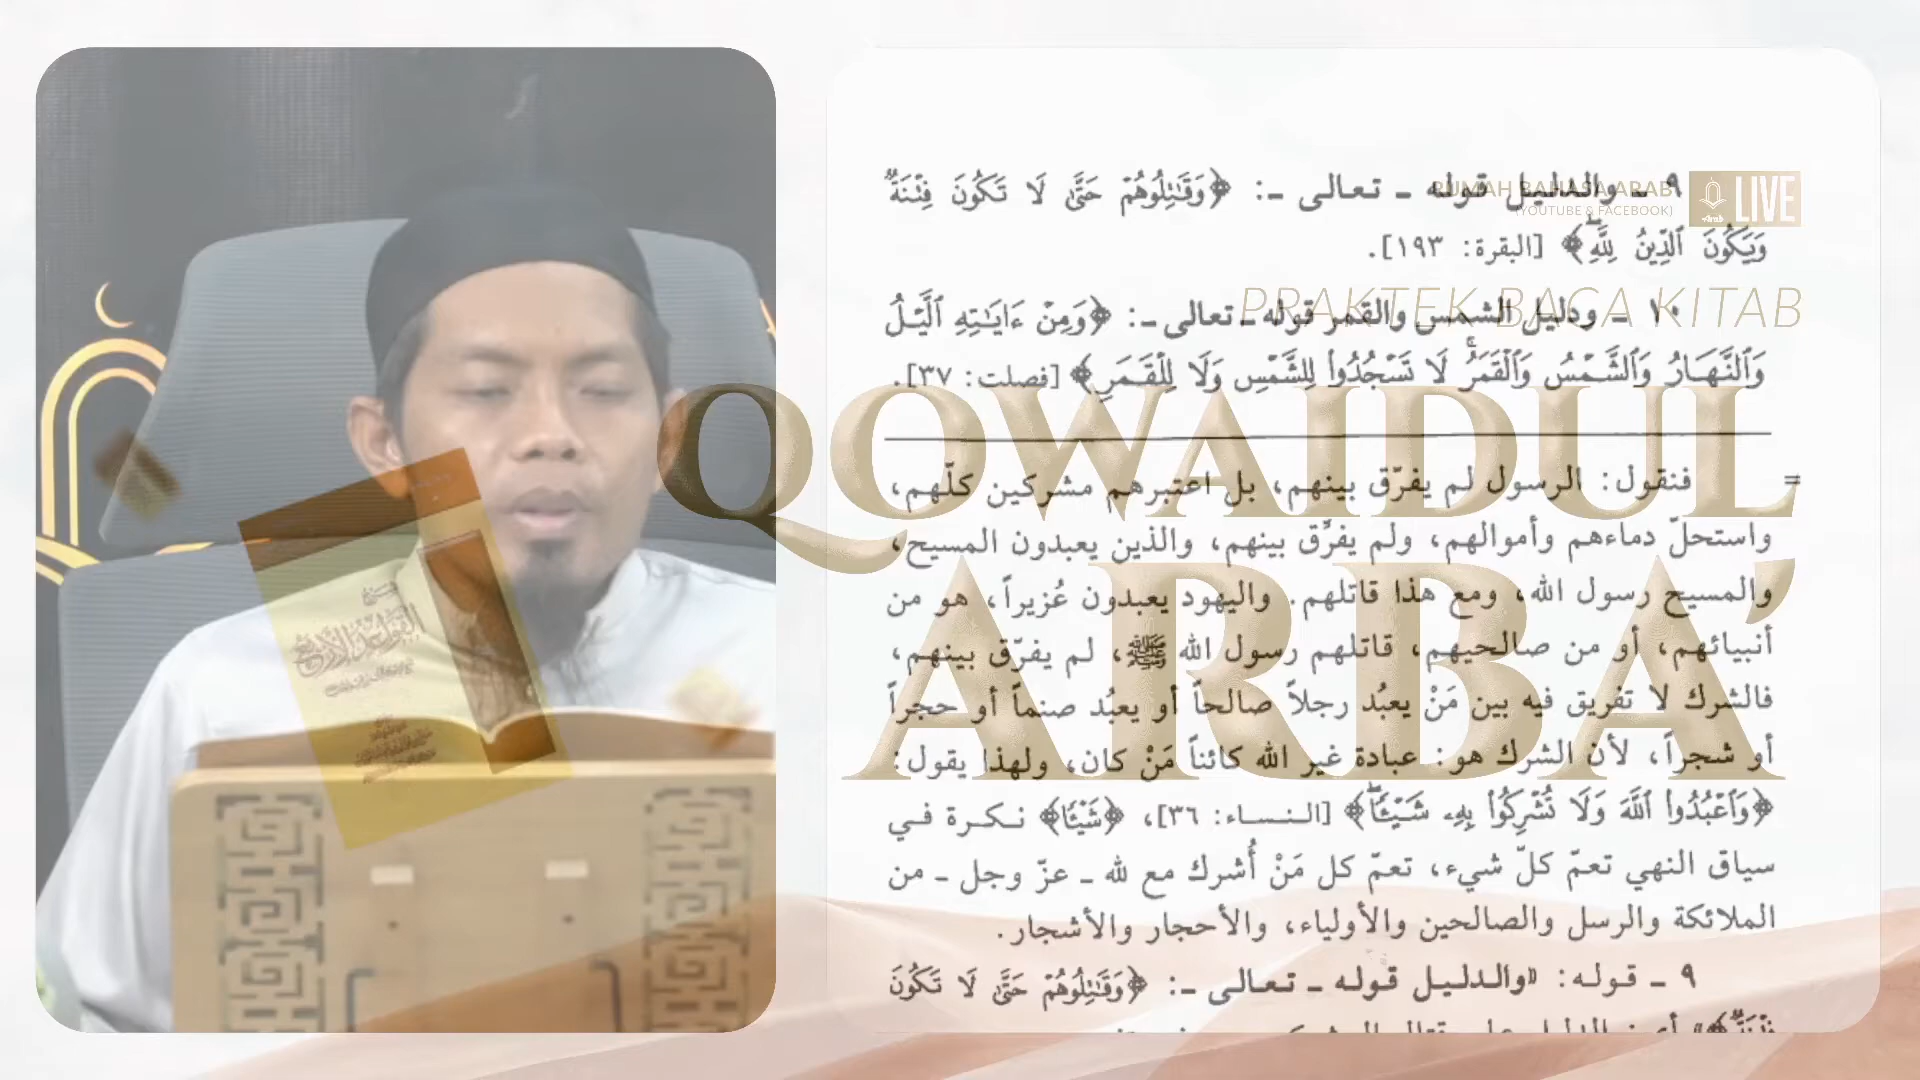 ٩ ـ والدليل قوله ـ تعالى ـ: ﴿وَقَٰتِلُوهُمْ حَتَّىٰ لَا تَكُونَ فِتْنَةٌ
وَيَكُونَ ٱلدِّينُ لِلَّهِ﴾ [البقرة: ١٩٣].
١٠ ـ ودليل الشمس والقمر قوله ـ تعالى ـ: ﴿وَمِنْ ءَايَٰتِهِ ٱلَّيْلُ
وَٱلنَّهَارُ وَٱلشَّمْسُ وَٱلْقَمَرُ ۚ لَا تَسْجُدُوا۟ لِلشَّمْسِ وَلَا لِلْقَمَرِ﴾ [فصلت: ٣٧].
= فنقول: الرسول لم يفرّق بينهم، بل اعتبرهم مشركين كلّهم،
واستحلّ دماءهم وأموالهم، ولم يفرِّق بينهم، والذين يعبدون المسيح،
والمسيح رسول الله، ومع هذا قاتلهم. واليهود يعبدون عُزيراً، هو من
أنبيائهم، أو من صالحيهم، قاتلهم رسول الله ﷺ، لم يفرّق بينهم،
فالشرك لا تفريق فيه بين مَنْ يعبُد رجلاً صالحاً أو يعبُد صنماً أو حجراً
أو شجراً، لأن الشرك هو: عبادة غير الله كائناً مَنْ كان، ولهذا يقول:
﴿وَٱعْبُدُوا۟ ٱللَّهَ وَلَا تُشْرِكُوا۟ بِهِۦ شَيْـًٔا ۖ﴾ [النساء: ٣٦]، ﴿شَيْـًٔا﴾ نكرة في
سياق النهي تعمّ كلّ شيء، تعمّ كل مَنْ أُشرك مع لله ـ عزّ وجل ـ من
الملائكة والرسل والصالحين والأولياء، والأحجار والأشجار.
٩ ـ قوله: «والدليل قوله ـ تعالى ـ: ﴿وَقَٰتِلُوهُمْ حَتَّىٰ لَا تَكُونَ
RUMAH BAHASA ARAB
(YOUTUBE & FACEBOOK)
LIVE
PRAKTEK BACA KITAB
QOWAIDUL
ARBA'
شرح
القواعد الأربع